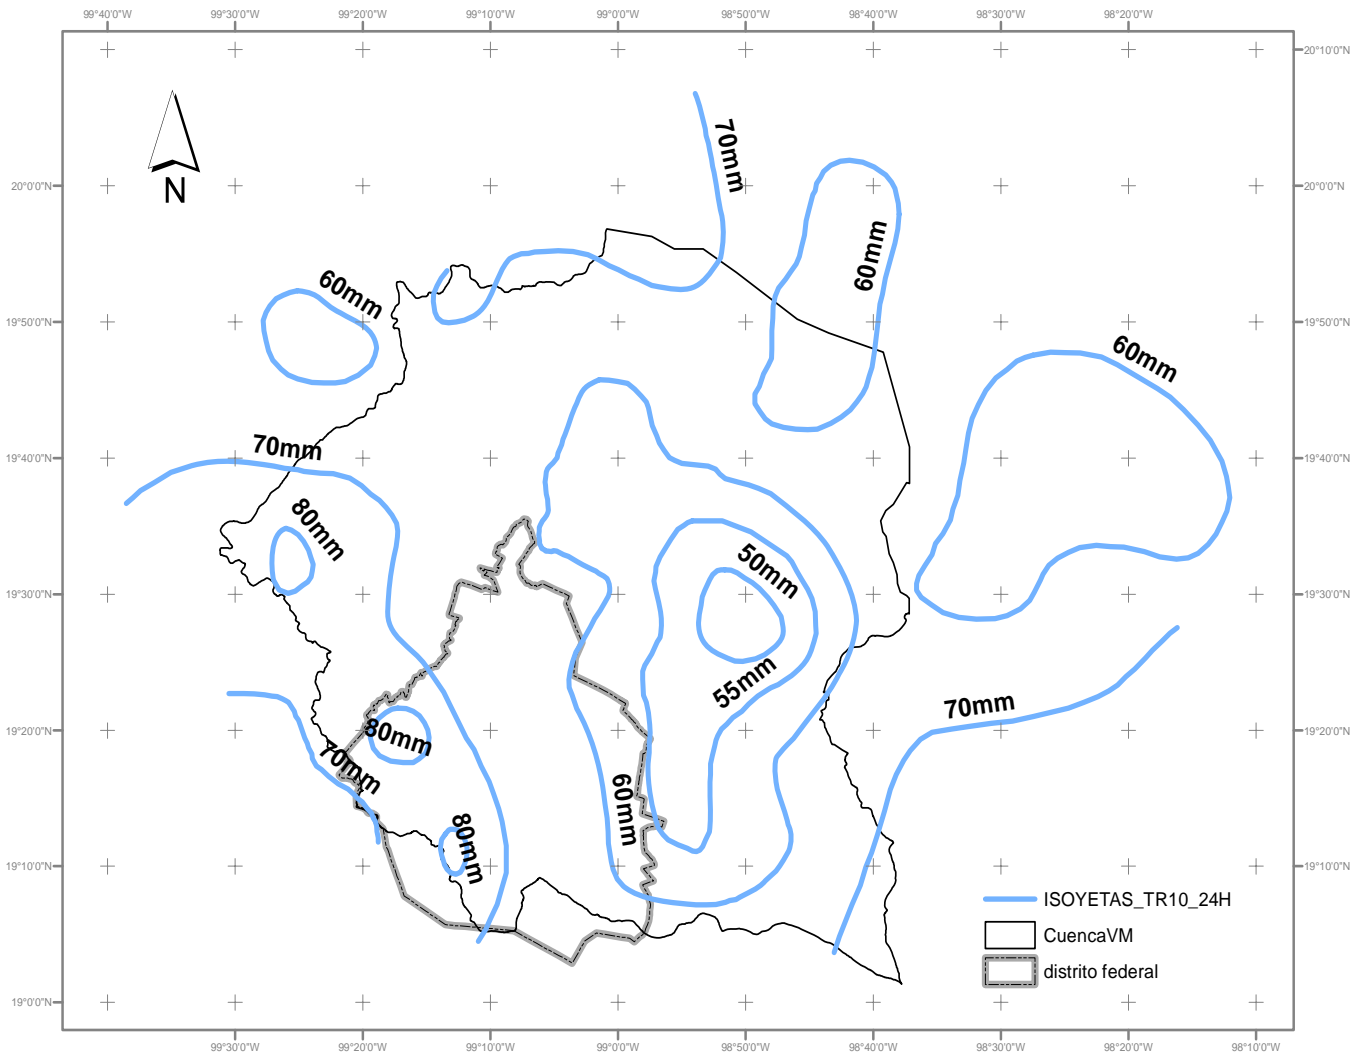 99°40'0"W 99°30'0"W 99°20'0"W 99°10'0"W 99°0'0"W 98°50'0"W 98°40'0"W 98°30'0"W 98°20'0"W
20°10'0"N
70mm
N
20°0'0"N 20°0'0"N
60mm
60mm
19°50'0"N 19°50'0"N
60mm
70mm
19°40'0"N 19°40'0"N
80mm
50mm
19°30'0"N 19°30'0"N
55mm
70mm
80mm
19°20'0"N 19°20'0"N
70mm
60mm
80mm
19°10'0"N 19°10'0"N
ISOYETAS_TR10_24H
CuencaVM
distrito federal
19°0'0"N 19°0'0"N
99°30'0"W 99°20'0"W 99°10'0"W 99°0'0"W 98°50'0"W 98°40'0"W 98°30'0"W 98°20'0"W 98°10'0"W